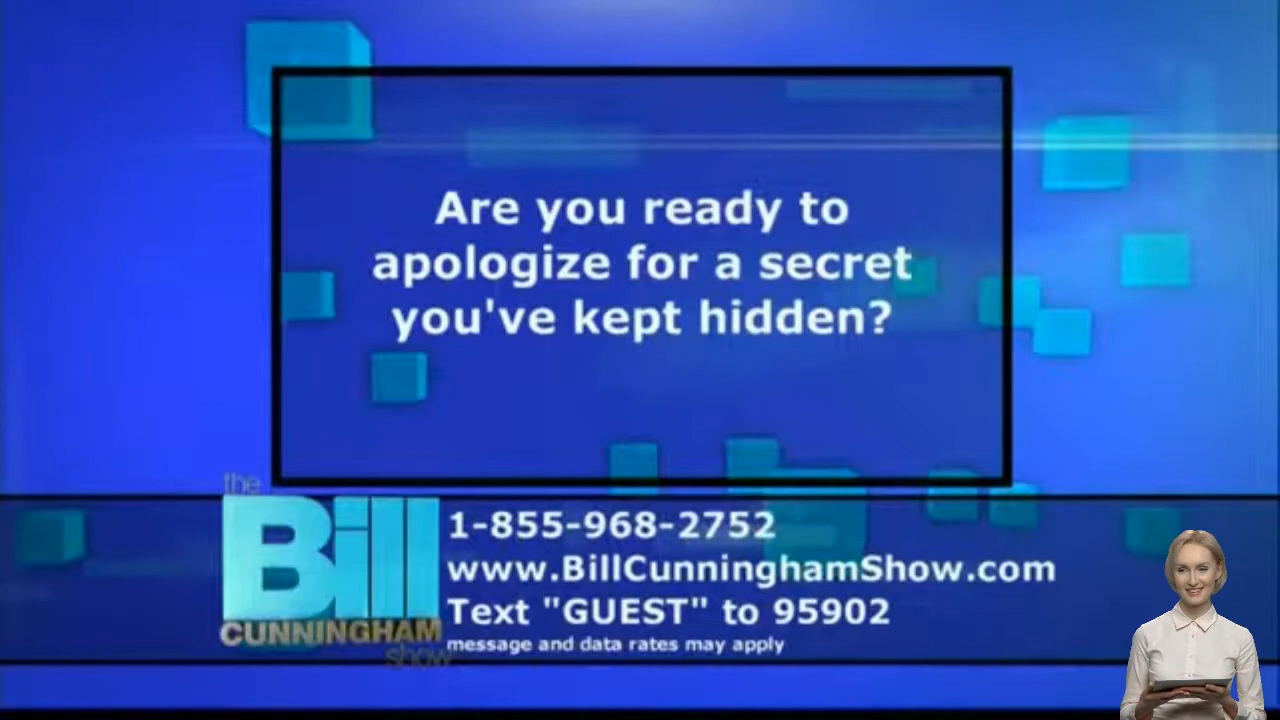 Are you ready to
apologize for a secret
you've kept hidden?
the
Bill
CUNNINGHAM
show
1-855-968-2752
www.BillCunninghamShow.com
Text "GUEST" to 95902
message and data rates may apply